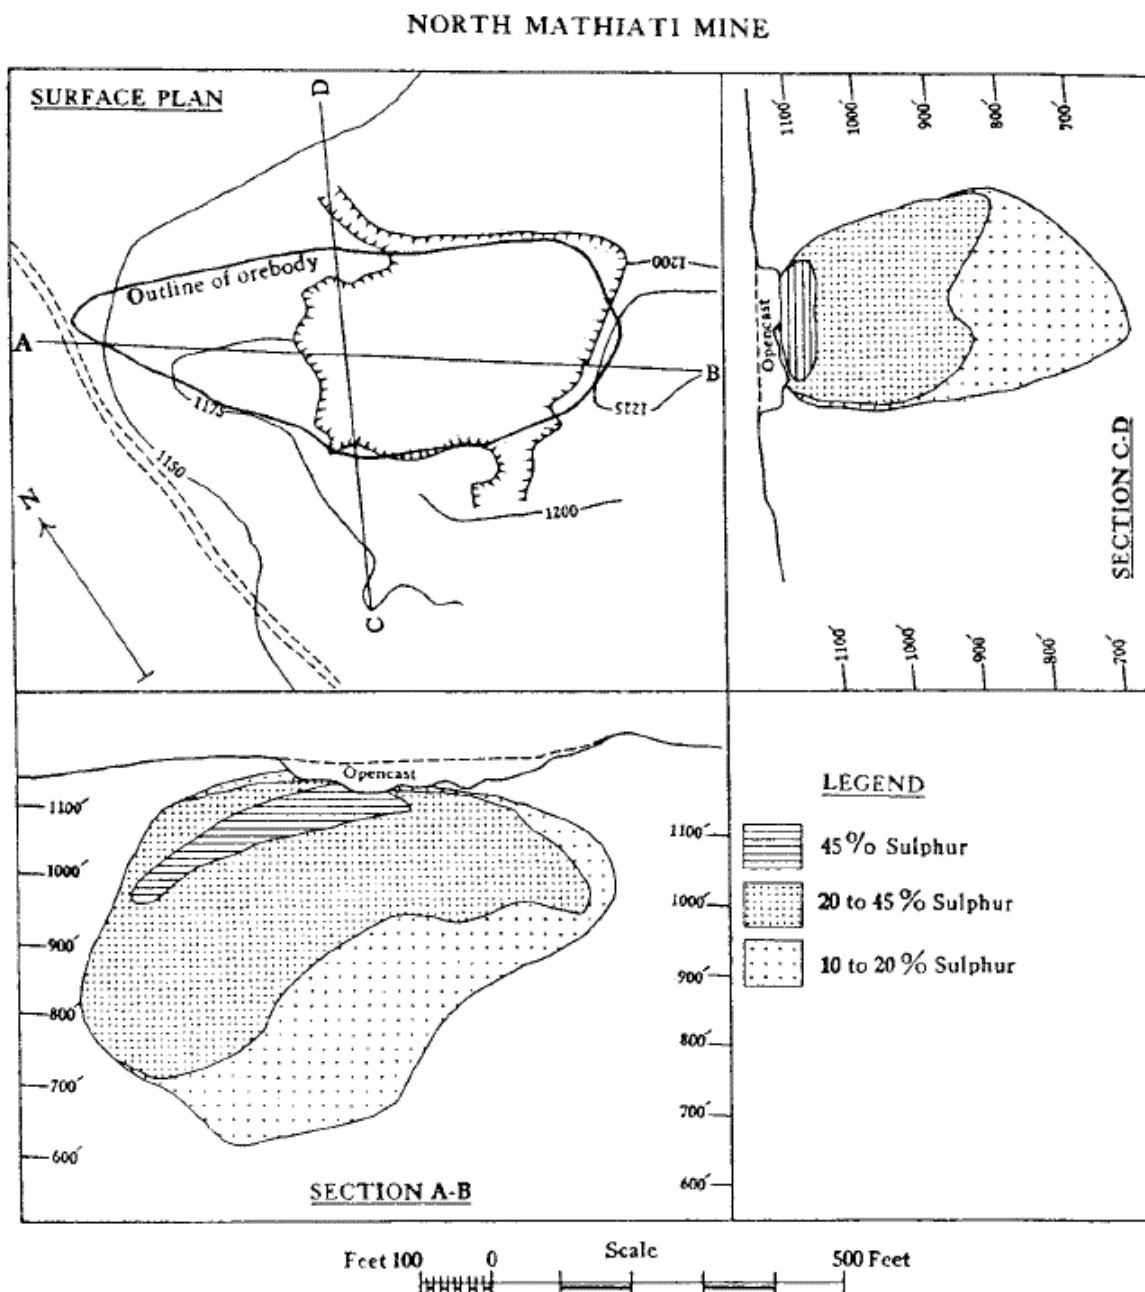 NORTH MATHIATI MINE
SURFACE PLAN
D
Outline of orebody
1200
A
B
1175
1225
1150
1200
N
C
1100′
1000′
900′
800′
700′
Opencast
SECTION C-D
1100′
1000′
900′
800′
700′
Opencast
1100′
1000′
900′
800′
700′
600′
1100′
1000′
900′
800′
700′
600′
SECTION A-B
LEGEND
45% Sulphur
20 to 45% Sulphur
10 to 20% Sulphur
Feet 100 0 Scale 500 Feet